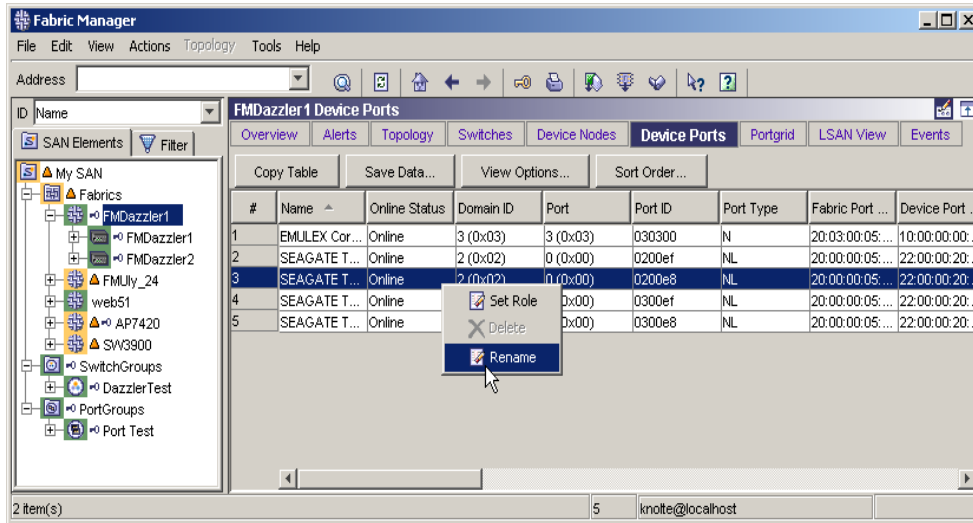 Fabric Manager
File Edit View Actions Topology Tools Help
Address
ID Name
FMDazzler1 Device Ports
SAN Elements Filter
Overview Alerts Topology Switches Device Nodes Device Ports Portgrid LSAN View Events
Copy Table Save Data... View Options... Sort Order...
My SAN
Fabrics
FMDazzler1
FMDazzler1
FMDazzler2
FMUly_24
web51
AP7420
SW3900
SwitchGroups
DazzlerTest
PortGroups
Port Test
# Name Online Status Domain ID Port Port ID Port Type Fabric Port ... Device Port .
1 EMULEX Cor... Online 3 (0x03) 3 (0x03) 030300 N 20:03:00:05:... 10:00:00:00:.
2 SEAGATE T... Online 2 (0x02) 0 (0x00) 0200ef NL 20:00:00:05:... 22:00:00:20:.
3 SEAGATE T... Online 2 (0x02) 0 (0x00) 0200e8 NL 20:00:00:05:... 22:00:00:20:.
4 SEAGATE T... Online 0x00) 0300ef NL 20:00:00:05:... 22:00:00:20:.
5 SEAGATE T... Online 0x00) 0300e8 NL 20:00:00:05:... 22:00:00:20:.
Set Role
Delete
Rename
2 item(s) 5 knolte@localhost